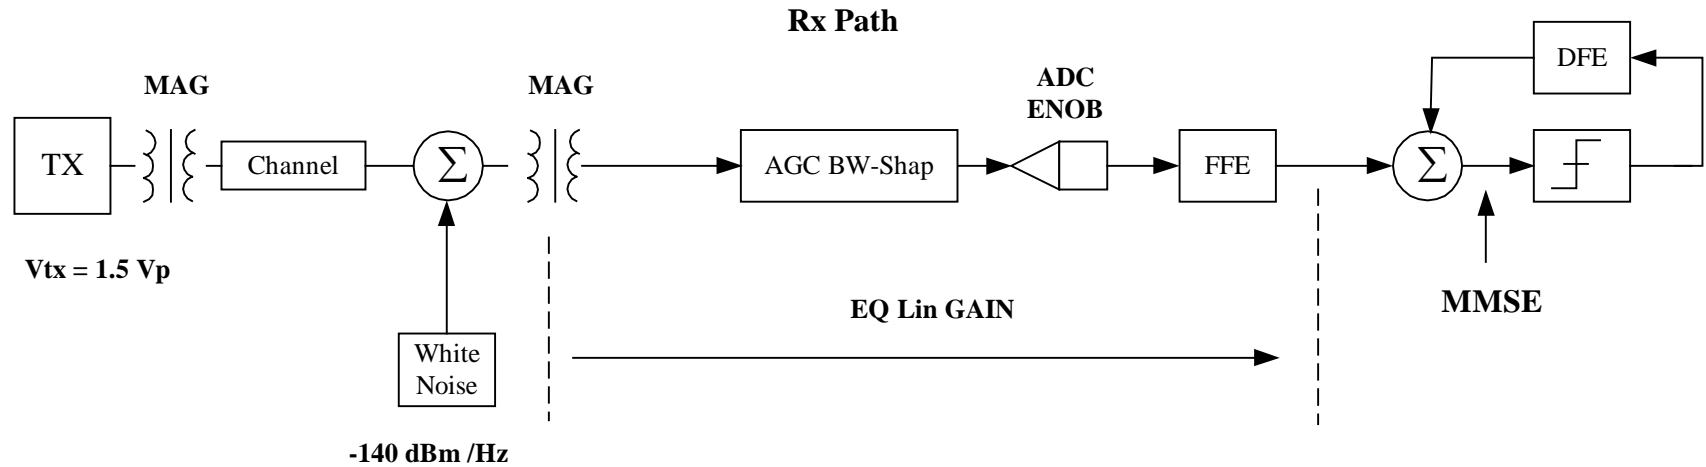 Rx Path
DFE
MAG
MAG
ADC
ENOB
TX
Channel
Σ
AGC BW-Shap
FFE
Σ
Vtx = 1.5 Vp
EQ Lin GAIN
MMSE
White
Noise
-140 dBm /Hz